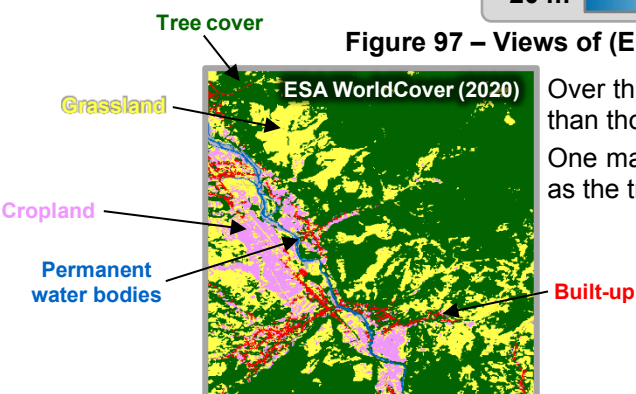 20 m
Tree cover
Figure 97 – Views of (E
ESA WorldCover (2020)
Over th
than tho
One ma
as the t
Grassland
Cropland
Permanent
water bodies
Built-up